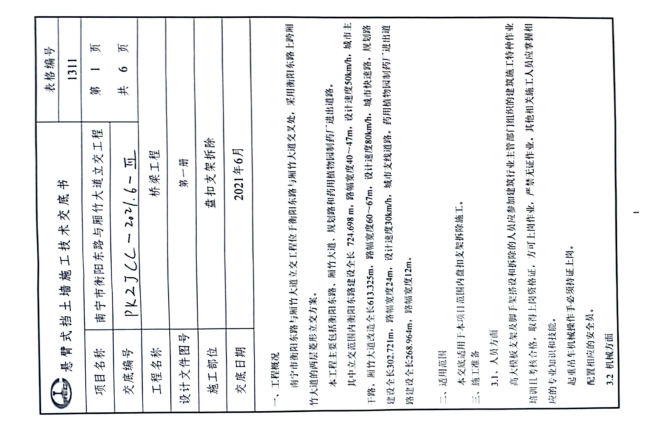 悬臂式挡土墙施工技术交底书
表格编号
1311
项目名称 南宁市衡阳东路与厢竹大道立交工程 第 1 页
交底编号 PK2JCC-2021.6-III 共 6 页
工程名称 桥梁工程
设计文件图号 第一册
施工部位 盘扣支架拆除
交底日期 2021年6月
一、工程概况
南宁市衡阳东路与厢竹大道立交工程位于衡阳东路与厢竹大道交叉处，采用衡阳东路上跨厢
竹大道的两层菱形立交方案。
本工程主要包括衡阳东路、厢竹大道、规划路和药用植物园制药厂进出道路。
其中立交范围内衡阳东路建设全长 724.698 m，路幅宽度40～47m，设计速度50km/h，城市主
干路，厢竹大道改造全长613.325m，路幅宽度60～67m，设计速度80km/h，城市快速路，规划路
建设全长302.721m，路幅宽度24m，设计速度30km/h，城市支线道路，药用植物园制药厂进出道
路建设长268.964m，路幅宽度12m。
二、适用范围
本交底适用于本项目范围内盘扣支架拆除施工。
三、施工准备
3.1、人员方面
高大模板支架及脚手架搭设和拆除的人员应参加建筑行业主管部门组织的建筑施工特种作业
培训且考核合格，取得上岗资格证，方可上岗作业，严禁无证作业，其他相关施工人员应掌握相
应的专业知识和技能。
起重吊车机械操作手必须持证上岗。
配置相应的安全员。
3.2 机械方面
1